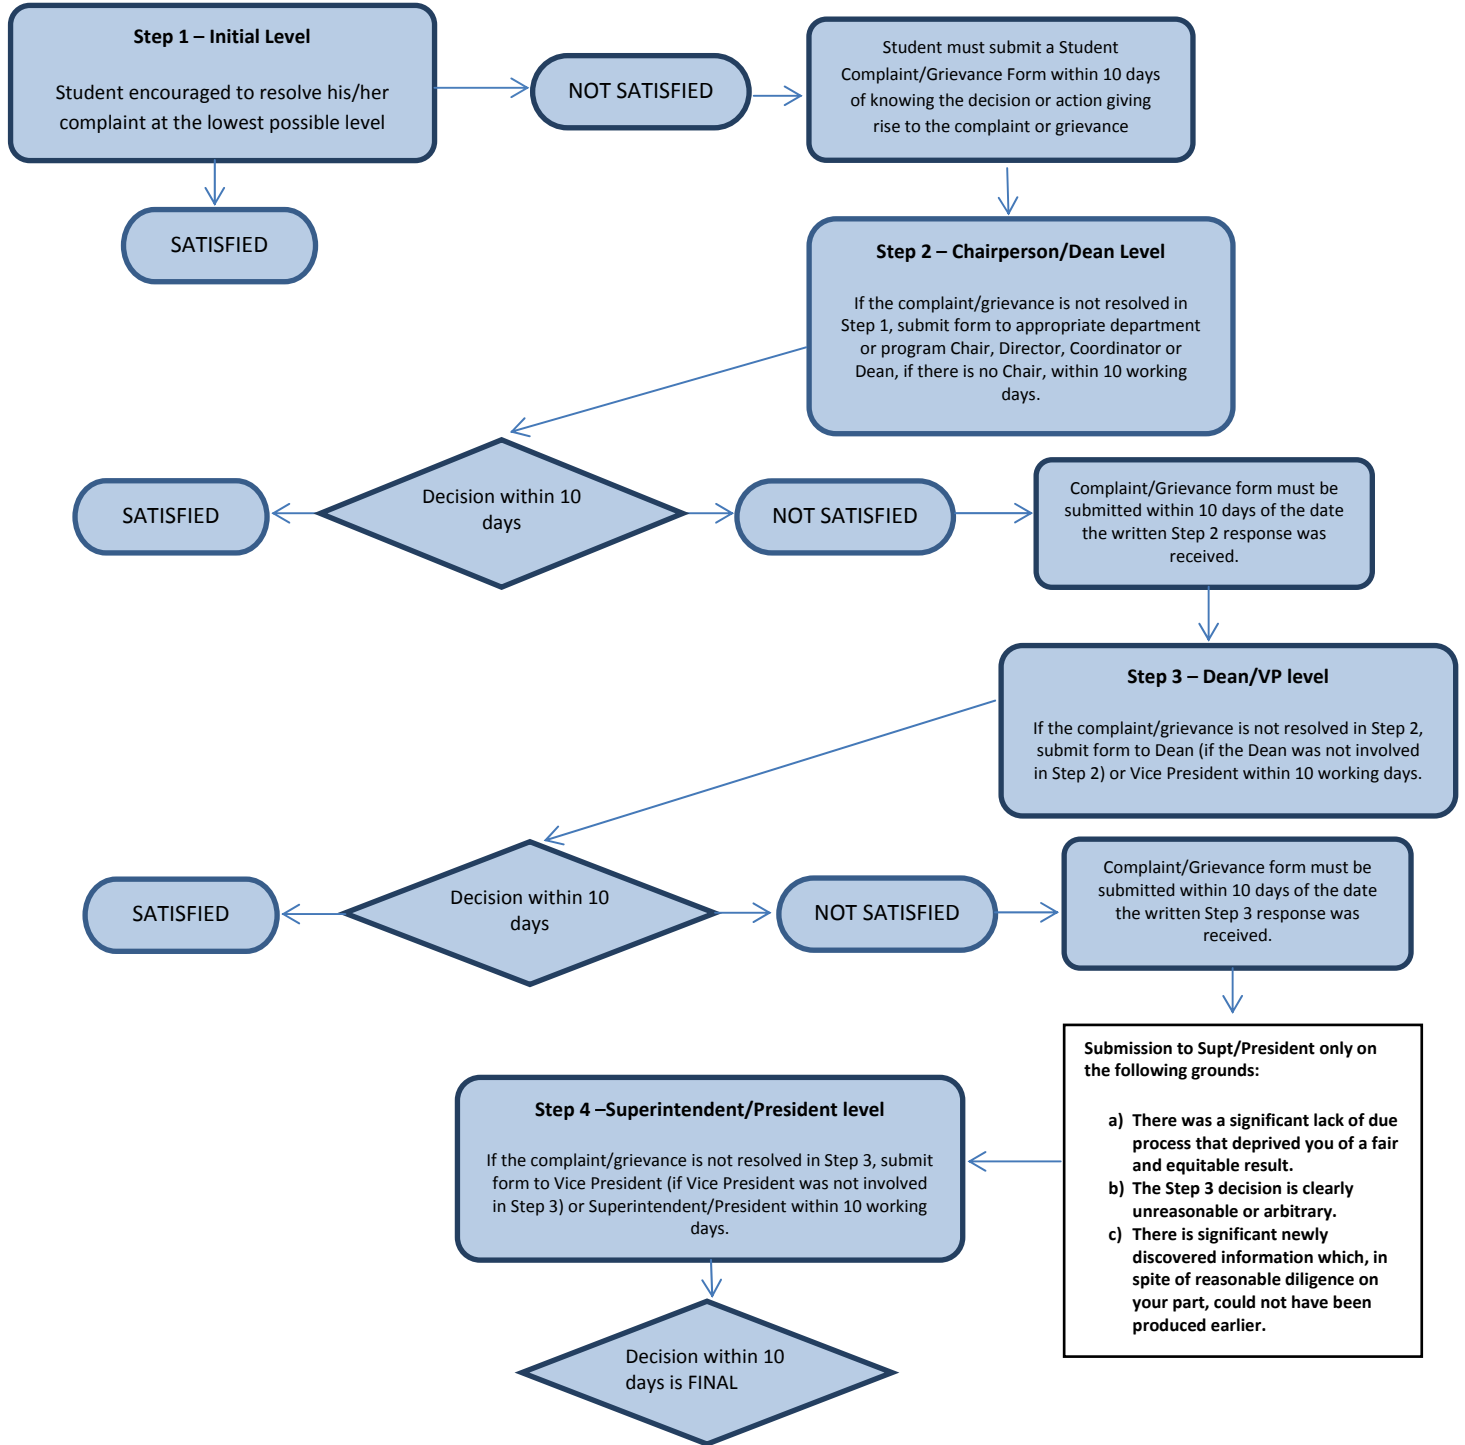 Step 1 – Initial Level
Student encouraged to resolve his/her
complaint at the lowest possible level
NOT SATISFIED
Student must submit a Student
Complaint/Grievance Form within 10 days
of knowing the decision or action giving
rise to the complaint or grievance
SATISFIED
Step 2 – Chairperson/Dean Level
If the complaint/grievance is not resolved in
Step 1, submit form to appropriate department
or program Chair, Director, Coordinator or
Dean, if there is no Chair, within 10 working
days.
Decision within 10
days
SATISFIED
NOT SATISFIED
Complaint/Grievance form must be
submitted within 10 days of the date
the written Step 2 response was
received.
Step 3 – Dean/VP level
If the complaint/grievance is not resolved in Step 2,
submit form to Dean (if the Dean was not involved
in Step 2) or Vice President within 10 working days.
Decision within 10
days
SATISFIED
NOT SATISFIED
Complaint/Grievance form must be
submitted within 10 days of the date
the written Step 3 response was
received.
Submission to Supt/President only on
the following grounds:
a) There was a significant lack of due
process that deprived you of a fair
and equitable result.
b) The Step 3 decision is clearly
unreasonable or arbitrary.
c) There is significant newly
discovered information which, in
spite of reasonable diligence on
your part, could not have been
produced earlier.
Step 4 –Superintendent/President level
If the complaint/grievance is not resolved in Step 3, submit
form to Vice President (if Vice President was not involved
in Step 3) or Superintendent/President within 10 working
days.
Decision within 10
days is FINAL